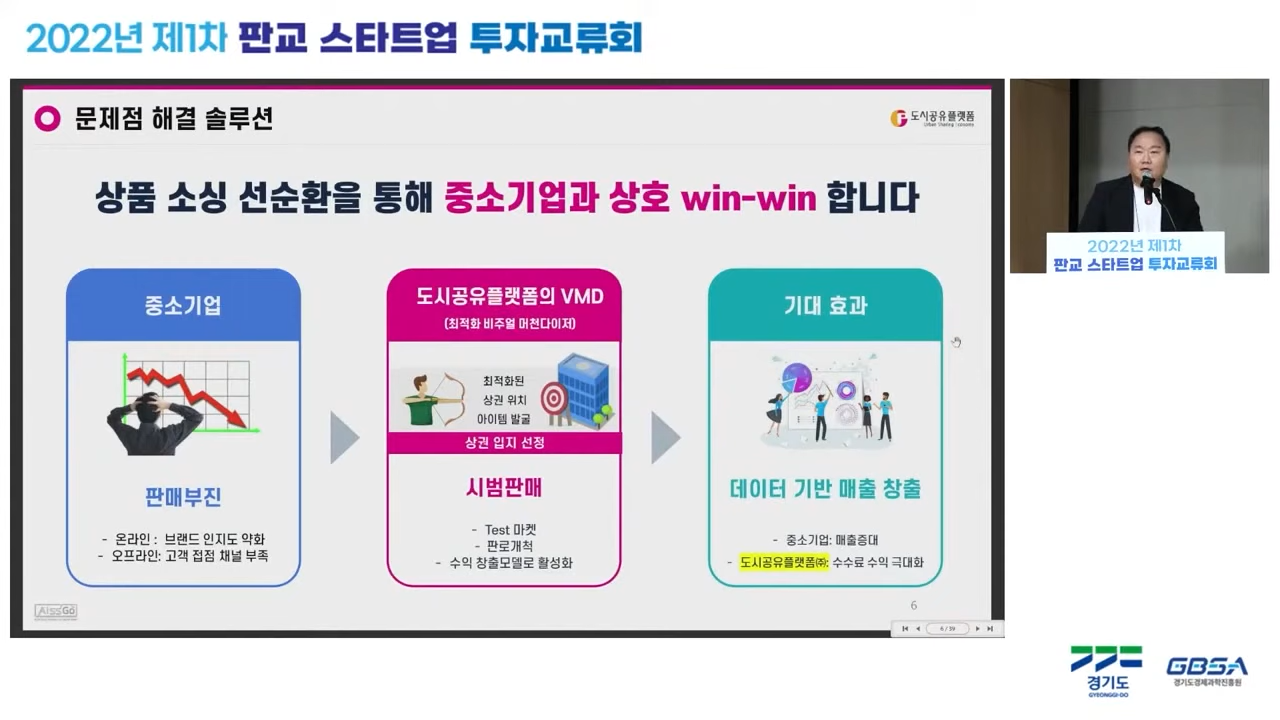 2022년 제1차 판교 스타트업 투자교류회
문제점 해결 솔루션
도시공유플랫폼
Urban Sharing Economy
상품 소싱 선순환을 통해 중소기업과 상호 win-win 합니다
중소기업
판매부진
- 온라인 : 브랜드 인지도 약화
- 오프라인: 고객 접점 채널 부족
도시공유플랫폼의 VMD
(최적화 비주얼 머천다이저)
최적화된
상권 위치
아이템 발굴
상권 입지 선정
시범판매
- Test 마켓
- 판로개척
- 수익 창출모델로 활성화
기대 효과
데이터 기반 매출 창출
- 중소기업: 매출증대
- 도시공유플랫폼㈜: 수수료 수익 극대화
AissGo
6
6 / 39
2022년 제1차
판교 스타트업 투자교류회
경기도
GYEONGGI-DO
GBSA
경기도경제과학진흥원